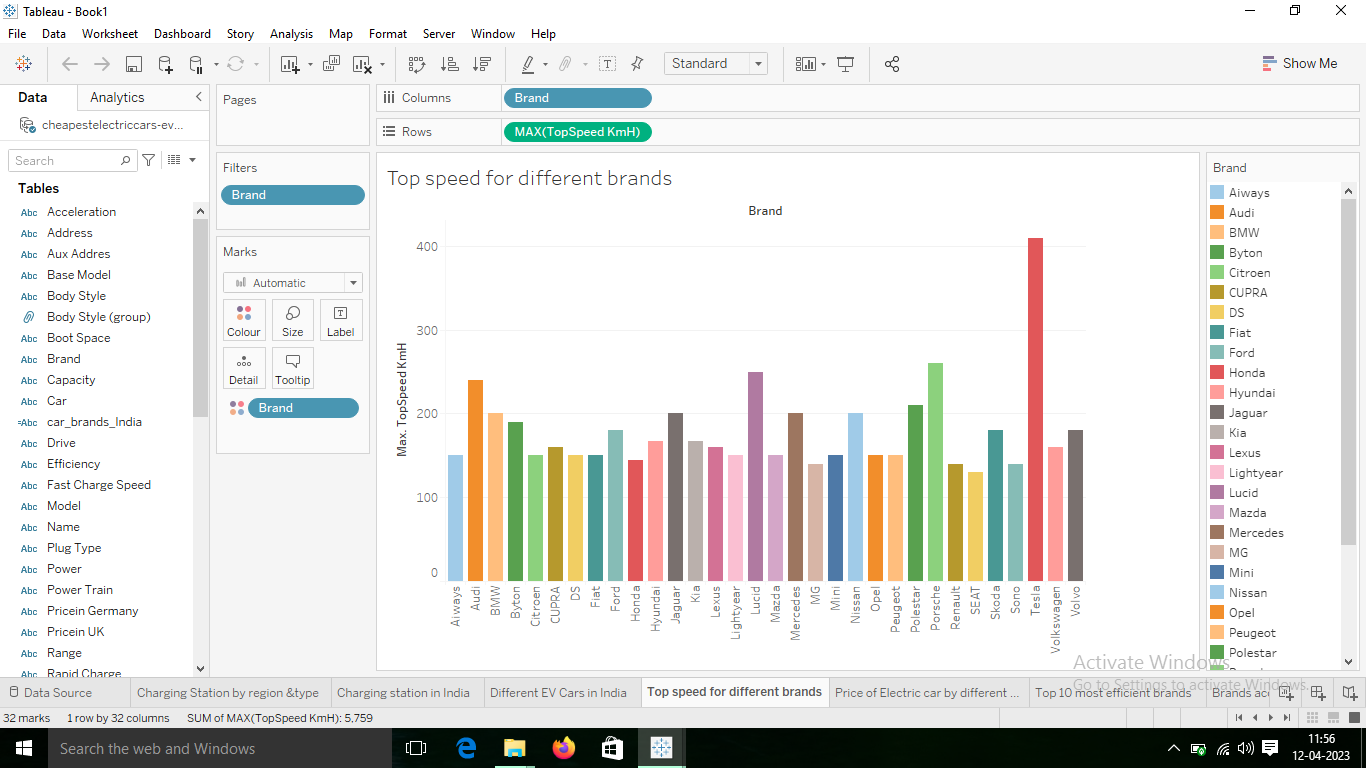 Tableau - Book1
File Data Worksheet Dashboard Story Analysis Map Format Server Window Help
Standard
Show Me
Data Analytics
cheapestelectriccars-ev...
Search
Tables
Abc Acceleration
Abc Address
Abc Aux Addres
Abc Base Model
Abc Body Style
Body Style (group)
Abc Boot Space
Abc Brand
Abc Capacity
Abc Car
=Abc car_brands_India
Abc Drive
Abc Efficiency
Abc Fast Charge Speed
Abc Model
Abc Name
Abc Plug Type
Abc Power
Abc Power Train
Abc Pricein Germany
Abc Pricein UK
Abc Range
Abc Rapid Charge
Pages
Filters
Brand
Marks
Automatic
Colour Size Label
Detail Tooltip
Brand
Columns Brand
Rows MAX(TopSpeed KmH)
Top speed for different brands
Brand
Max. TopSpeed KmH
400
300
200
100
0
Aiways
Audi
BMW
Byton
Citroen
CUPRA
DS
Fiat
Ford
Honda
Hyundai
Jaguar
Kia
Lexus
Lightyear
Lucid
Mazda
Mercedes
MG
Mini
Nissan
Opel
Peugeot
Polestar
Porsche
Renault
SEAT
Skoda
Sono
Tesla
Volkswagen
Volvo
Brand
Aiways
Audi
BMW
Byton
Citroen
CUPRA
DS
Fiat
Ford
Honda
Hyundai
Jaguar
Kia
Lexus
Lightyear
Lucid
Mazda
Mercedes
MG
Mini
Nissan
Opel
Peugeot
Polestar
Activate Windows
Go to Settings to activate Windows.
Data Source Charging Station by region &type Charging station in India Different EV Cars in India Top speed for different brands Price of Electric car by different ... Top 10 most efficient brands Brands acc
32 marks 1 row by 32 columns SUM of MAX(TopSpeed KmH): 5,759
Search the web and Windows
11:56
12-04-2023